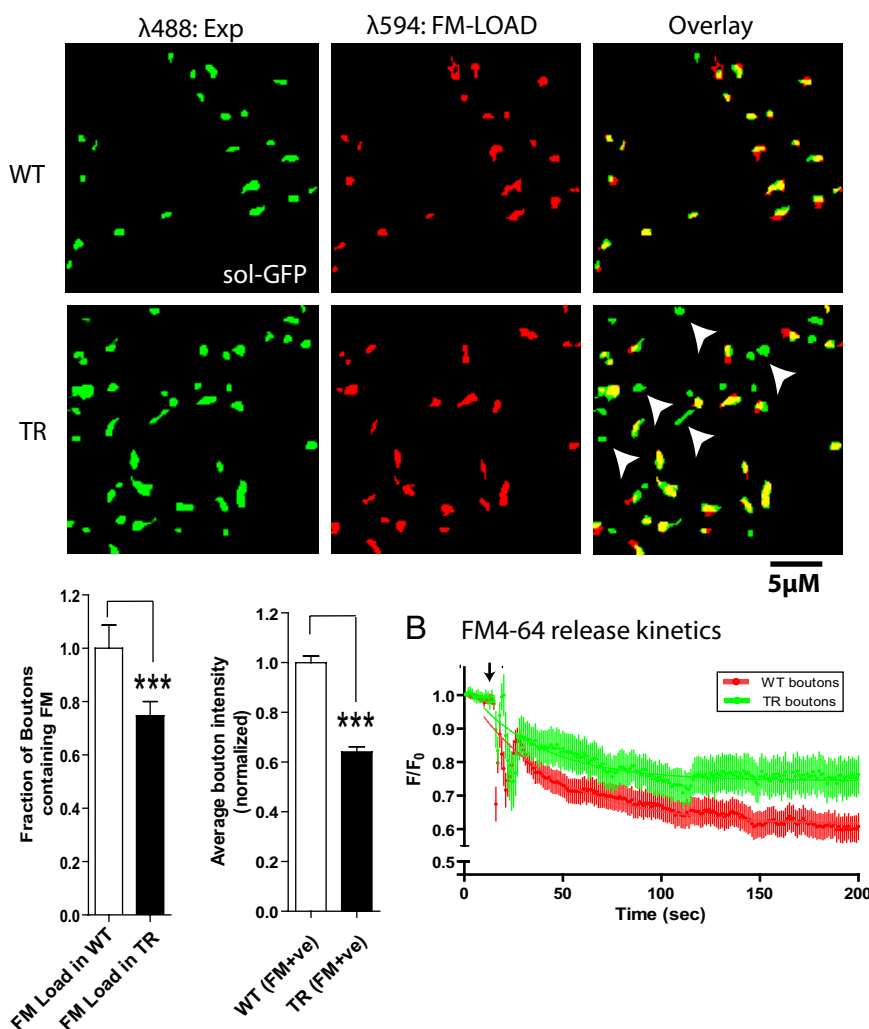 λ488: Exp
λ594: FM-LOAD
Overlay
WT
sol-GFP
TR
5µM
Fraction of Boutons
containing FM
1.2
1.0
0.8
0.6
0.4
0.2
0.0
***
FM Load in WT
FM Load in TR
Average bouton intensity
(normalized)
1.2
1.0
0.8
0.6
0.4
0.2
0.0
***
WT (FM+ve)
TR (FM+ve)
B FM4-64 release kinetics
WT boutons
TR boutons
F/F0
1.0
0.9
0.8
0.7
0.6
0.5
0
50
100
150
200
Time (sec)